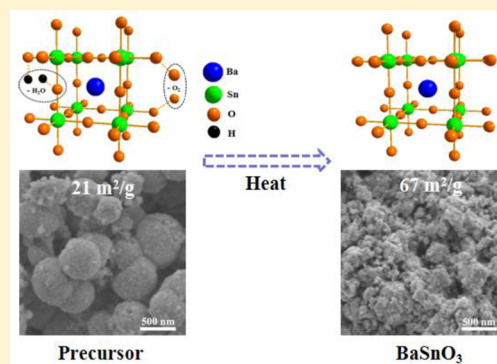 - H₂O
- O₂
Ba
Sn
O
H
21 m²/g
Heat
67 m²/g
500 nm
500 nm
Precursor
BaSnO₃